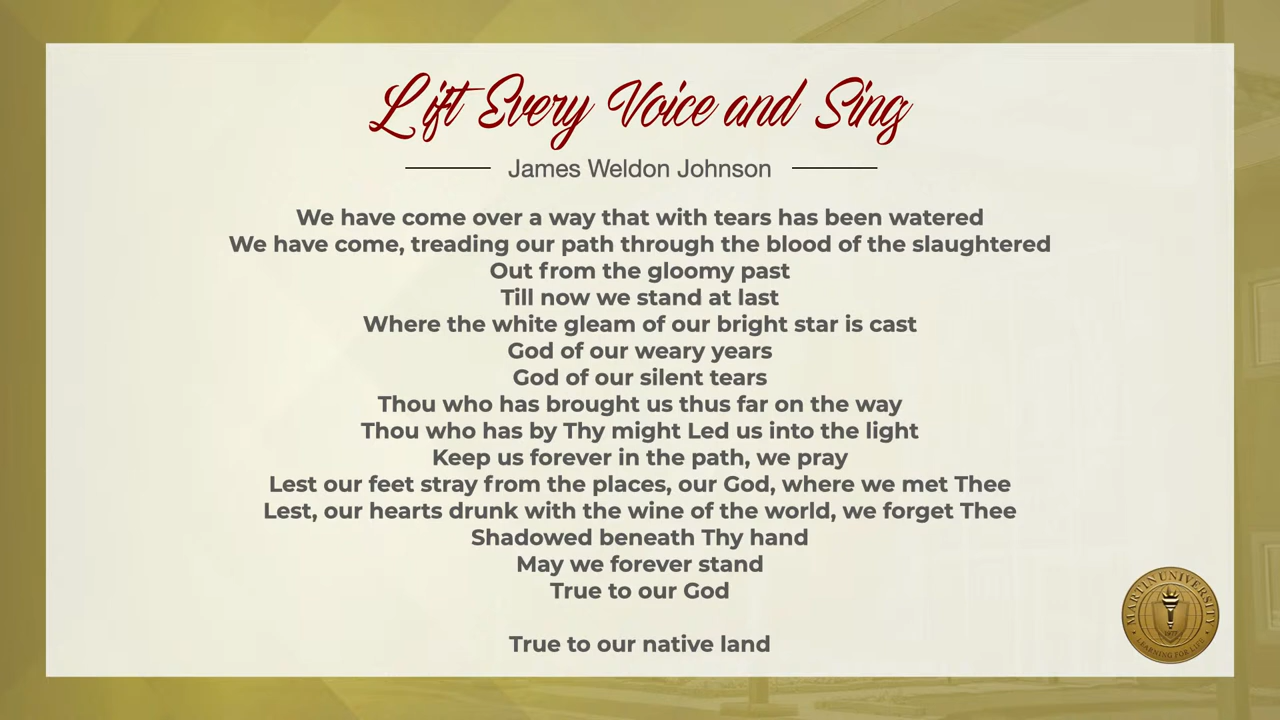 Lift Every Voice and Sing
James Weldon Johnson
We have come over a way that with tears has been watered
We have come, treading our path through the blood of the slaughtered
Out from the gloomy past
Till now we stand at last
Where the white gleam of our bright star is cast
God of our weary years
God of our silent tears
Thou who has brought us thus far on the way
Thou who has by Thy might Led us into the light
Keep us forever in the path, we pray
Lest our feet stray from the places, our God, where we met Thee
Lest, our hearts drunk with the wine of the world, we forget Thee
Shadowed beneath Thy hand
May we forever stand
True to our God
True to our native land
MARTIN UNIVERSITY
1977
LEARNING FOR LIFE